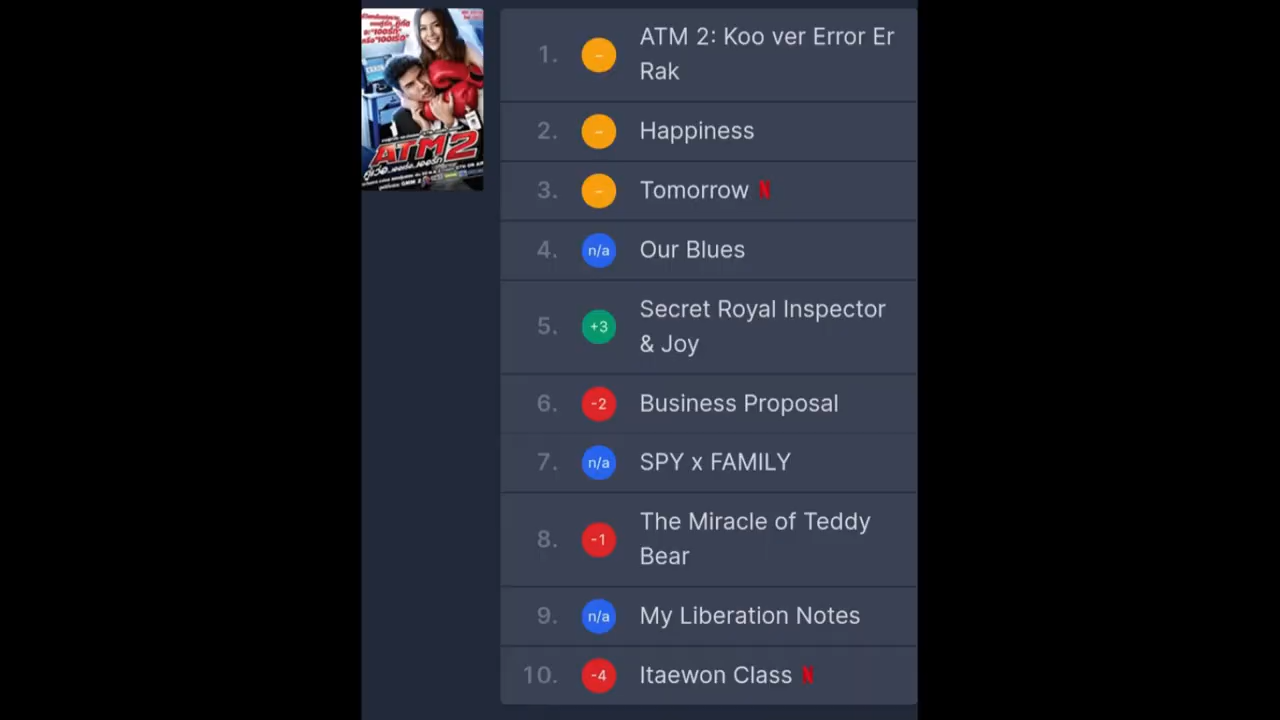 ATM 2
1.
–
ATM 2: Koo ver Error Er
Rak
2.
–
Happiness
3.
–
Tomorrow N
4.
n/a
Our Blues
5.
+3
Secret Royal Inspector
& Joy
6.
-2
Business Proposal
7.
n/a
SPY x FAMILY
8.
-1
The Miracle of Teddy
Bear
9.
n/a
My Liberation Notes
10.
-4
Itaewon Class N